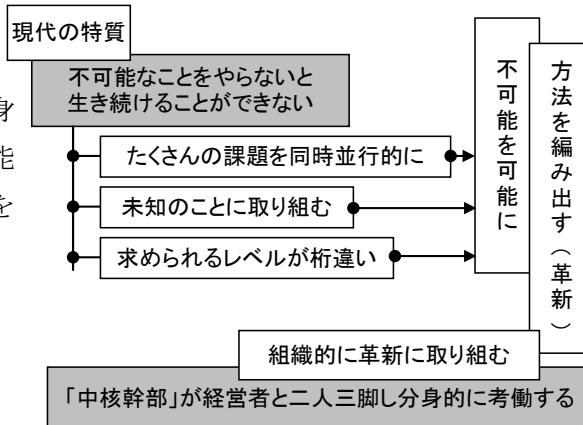 現代の特質
不可能なことをやらないと
生き続けることができない
身
能
を
たくさんの課題を同時並行的に
未知のことに取り組む
求められるレベルが桁違い
不可能を可能に
方法を編み出す（革新）
組織的に革新に取り組む
「中核幹部」が経営者と二人三脚し分身的に考働する